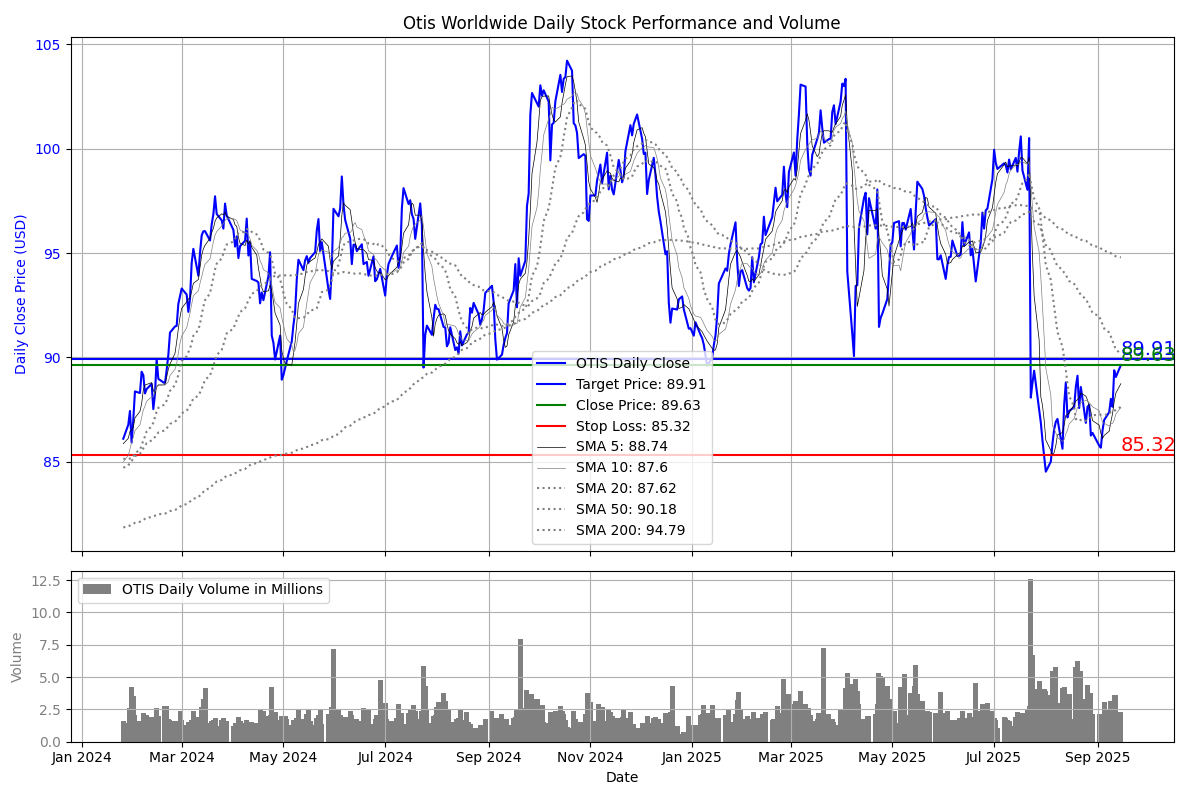 Otis Worldwide Daily Stock Performance and Volume
Daily Close Price (USD)
105
100
95
90
85
89.91
89.63
85.32
OTIS Daily Close
Target Price: 89.91
Close Price: 89.63
Stop Loss: 85.32
SMA 5: 88.74
SMA 10: 87.6
SMA 20: 87.62
SMA 50: 90.18
SMA 200: 94.79
Volume
12.5
10.0
7.5
5.0
2.5
0.0
OTIS Daily Volume in Millions
Jan 2024 Mar 2024 May 2024 Jul 2024 Sep 2024 Nov 2024 Jan 2025 Mar 2025 May 2025 Jul 2025 Sep 2025
Date